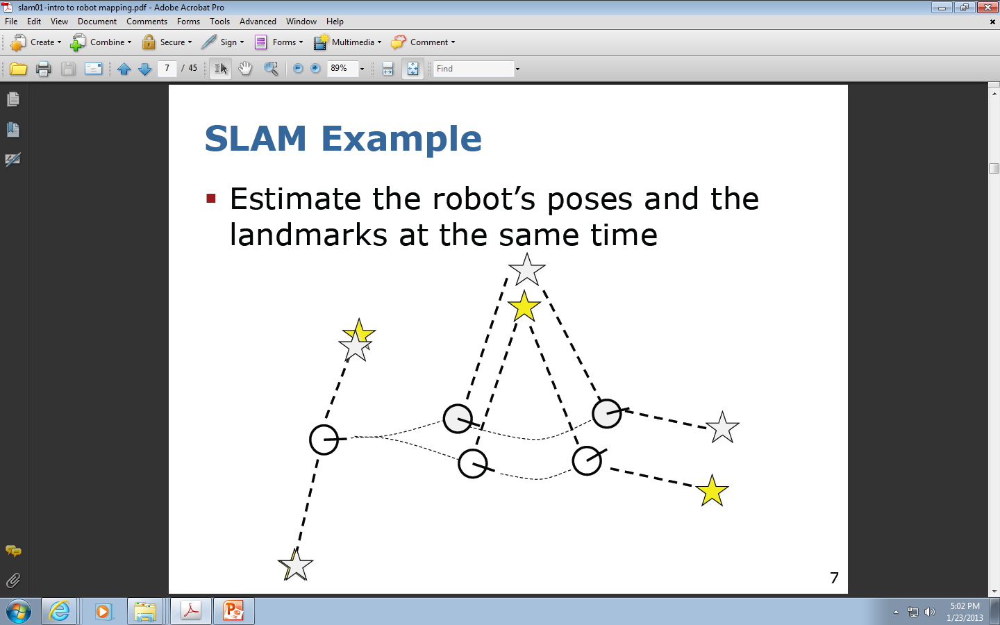 slam01-intro to robot mapping.pdf - Adobe Acrobat Pro
File Edit View Document Comments Forms Tools Advanced Window Help
Create Combine Secure Sign Forms Multimedia Comment
7 / 45 89% Find
SLAM Example
Estimate the robot’s poses and the
landmarks at the same time
7
5:02 PM
1/23/2013